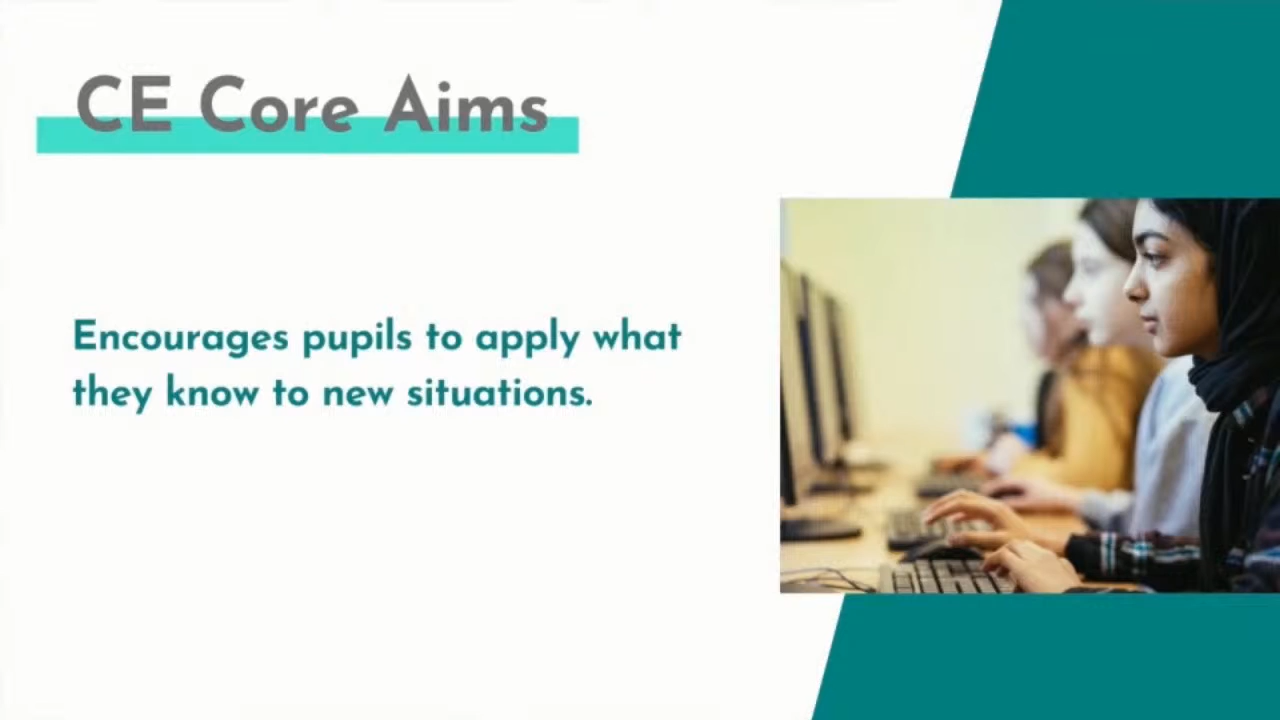 CE Core Aims
Encourages pupils to apply what
they know to new situations.